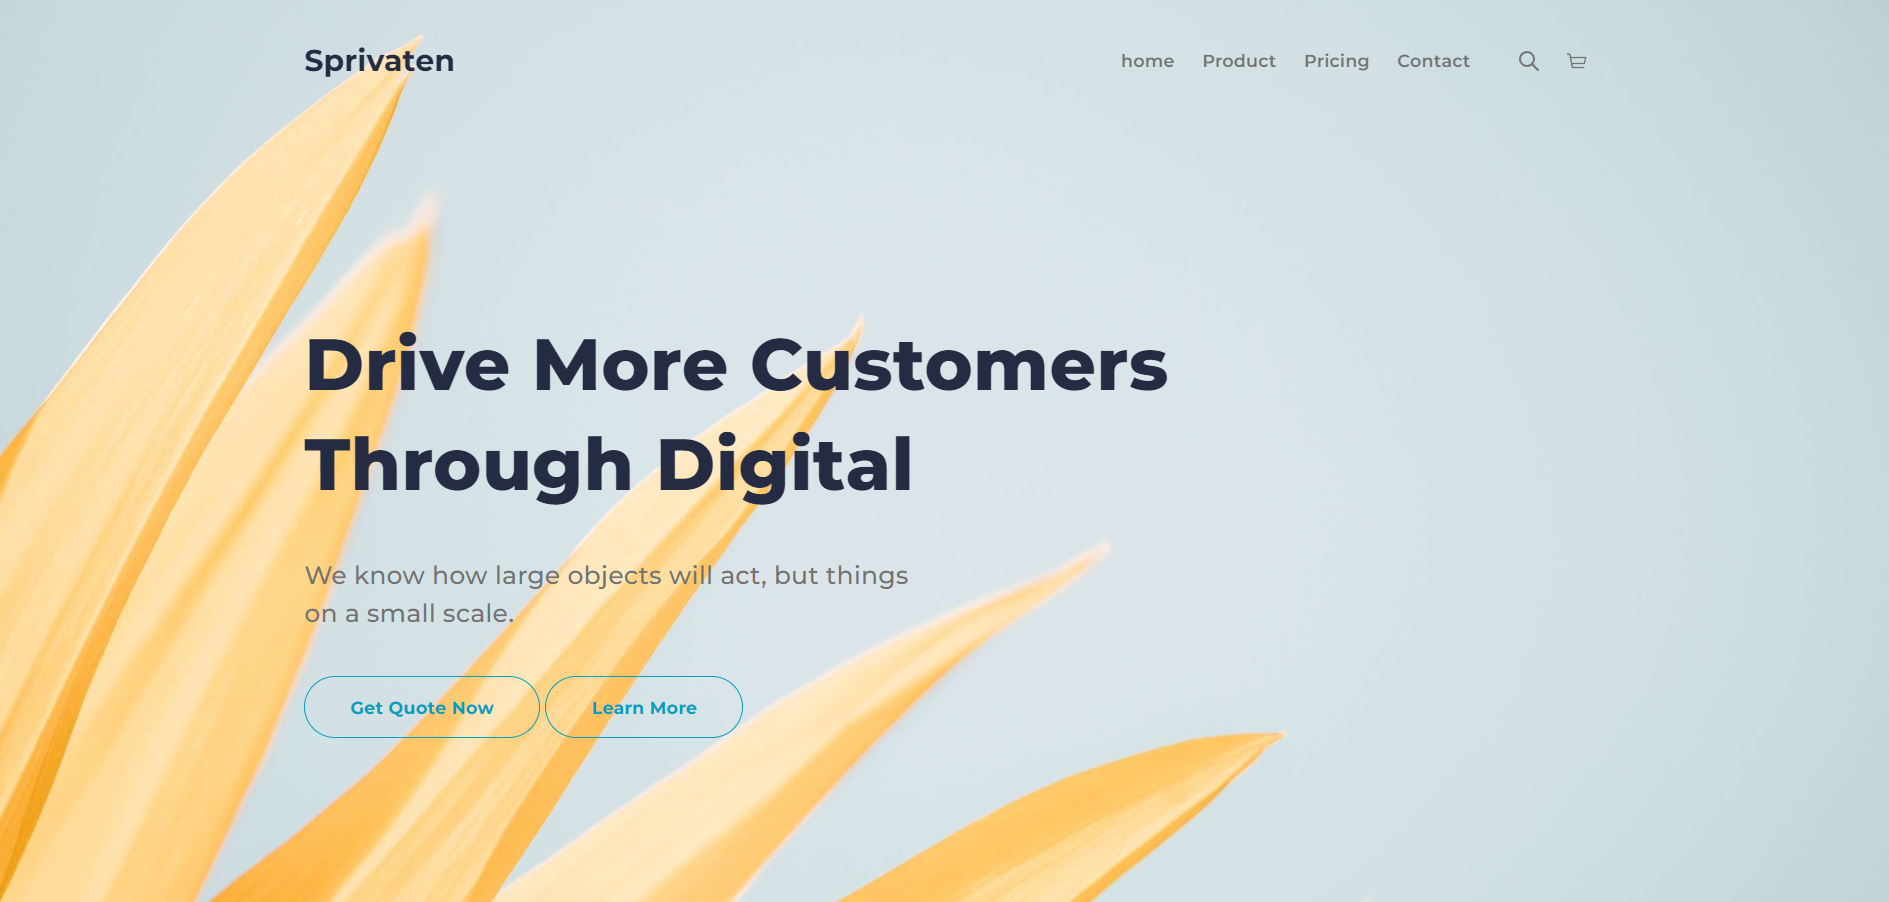 Sprivaten
home Product Pricing Contact
Drive More Customers
Through Digital
We know how large objects will act, but things
on a small scale.
Get Quote Now Learn More